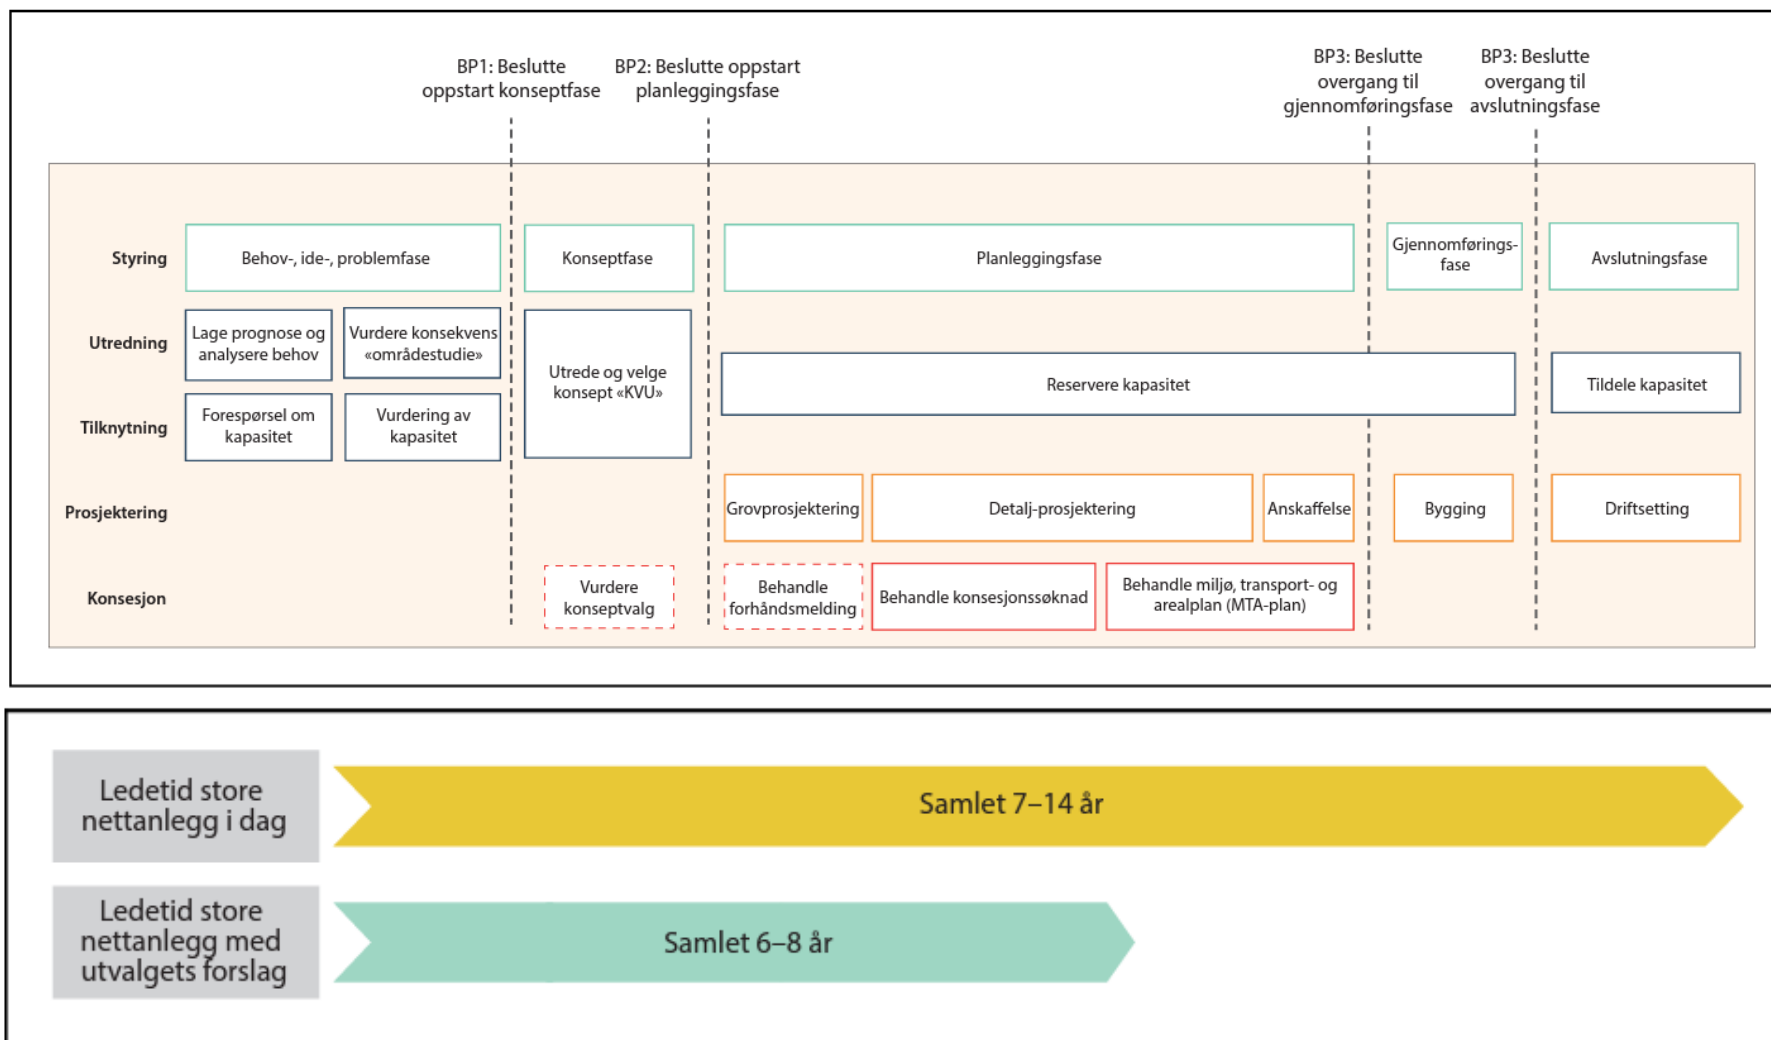 BP1: Beslutte
oppstart konseptfase
BP2: Beslutte oppstart
planleggingsfase
BP3: Beslutte
overgang til
gjennomføringsfase
BP3: Beslutte
overgang til
avslutningsfase
Styring
Behov-, ide-, problemfase
Konseptfase
Planleggingsfase
Gjennomførings-
fase
Avslutningsfase
Utredning
Lage prognose og
analysere behov
Vurdere konsekvens
«områdestudie»
Utrede og velge
konsept «KVU»
Reservere kapasitet
Tildele kapasitet
Tilknytning
Forespørsel om
kapasitet
Vurdering av
kapasitet
Prosjektering
Grovprosjektering
Detalj-prosjektering
Anskaffelse
Bygging
Driftsetting
Konsesjon
Vurdere
konseptvalg
Behandle
forhåndsmelding
Behandle konsesjonssøknad
Behandle miljø, transport- og
arealplan (MTA-plan)
Ledetid store
nettanlegg i dag
Samlet 7–14 år
Ledetid store
nettanlegg med
utvalgets forslag
Samlet 6–8 år